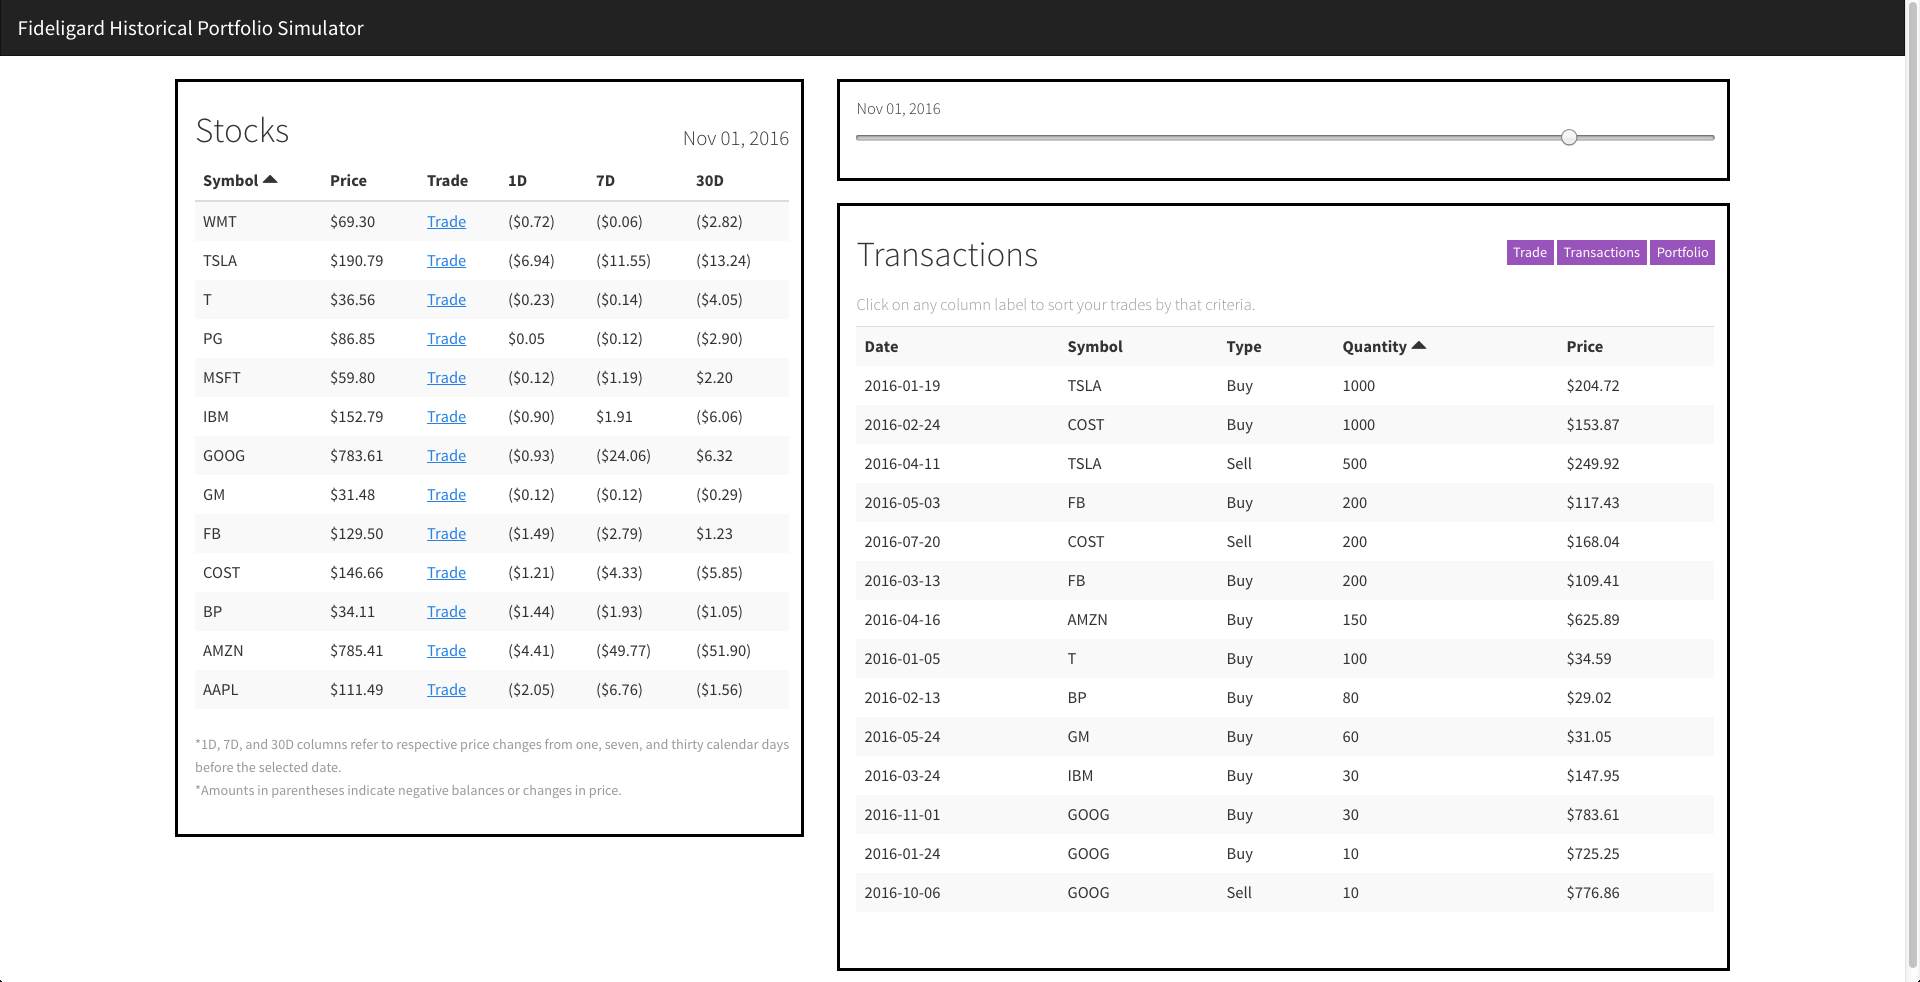 Fideligard Historical Portfolio Simulator
Stocks
Nov 01, 2016
Symbol Price Trade 1D 7D 30D
WMT $69.30 Trade ($0.72) ($0.06) ($2.82)
TSLA $190.79 Trade ($6.94) ($11.55) ($13.24)
T $36.56 Trade ($0.23) ($0.14) ($4.05)
PG $86.85 Trade $0.05 ($0.12) ($2.90)
MSFT $59.80 Trade ($0.12) ($1.19) $2.20
IBM $152.79 Trade ($0.90) $1.91 ($6.06)
GOOG $783.61 Trade ($0.93) ($24.06) $6.32
GM $31.48 Trade ($0.12) ($0.12) ($0.29)
FB $129.50 Trade ($1.49) ($2.79) $1.23
COST $146.66 Trade ($1.21) ($4.33) ($5.85)
BP $34.11 Trade ($1.44) ($1.93) ($1.05)
AMZN $785.41 Trade ($4.41) ($49.77) ($51.90)
AAPL $111.49 Trade ($2.05) ($6.76) ($1.56)
*1D, 7D, and 30D columns refer to respective price changes from one, seven, and thirty calendar days
before the selected date.
*Amounts in parentheses indicate negative balances or changes in price.
Nov 01, 2016
Transactions
Trade Transactions Portfolio
Click on any column label to sort your trades by that criteria.
Date Symbol Type Quantity Price
2016-01-19 TSLA Buy 1000 $204.72
2016-02-24 COST Buy 1000 $153.87
2016-04-11 TSLA Sell 500 $249.92
2016-05-03 FB Buy 200 $117.43
2016-07-20 COST Sell 200 $168.04
2016-03-13 FB Buy 200 $109.41
2016-04-16 AMZN Buy 150 $625.89
2016-01-05 T Buy 100 $34.59
2016-02-13 BP Buy 80 $29.02
2016-05-24 GM Buy 60 $31.05
2016-03-24 IBM Buy 30 $147.95
2016-11-01 GOOG Buy 30 $783.61
2016-01-24 GOOG Buy 10 $725.25
2016-10-06 GOOG Sell 10 $776.86